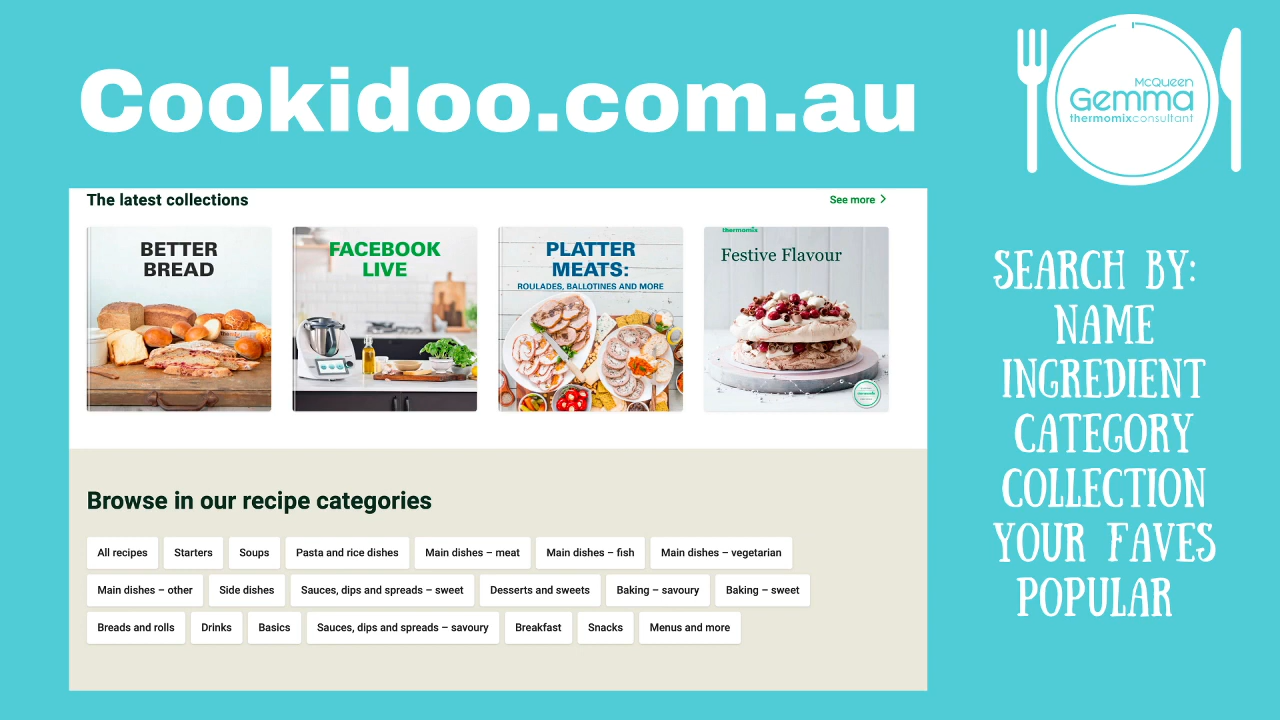 Cookidoo.com.au
McQueen
Gemma
thermomixconsultant
The latest collections
See more
BETTER
BREAD
FACEBOOK
LIVE
PLATTER
MEATS:
ROULADES, BALLOTINES AND MORE
thermomix
Festive Flavour
SEARCH BY:
NAME
INGREDIENT
CATEGORY
COLLECTION
YOUR FAVES
POPULAR
Browse in our recipe categories
All recipes Starters Soups Pasta and rice dishes Main dishes – meat Main dishes – fish Main dishes – vegetarian
Main dishes – other Side dishes Sauces, dips and spreads – sweet Desserts and sweets Baking – savoury Baking – sweet
Breads and rolls Drinks Basics Sauces, dips and spreads – savoury Breakfast Snacks Menus and more